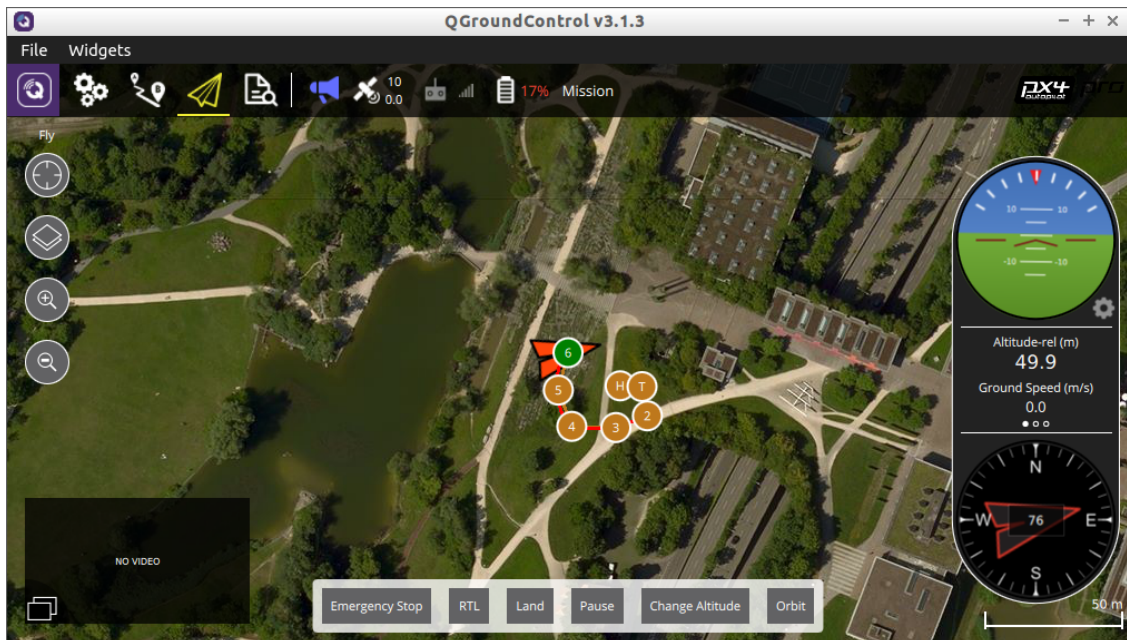 QGroundControl v3.1.3
File Widgets
10
0.0
17% Mission
px4 pro
autopilot
Fly
10 10
-10 -10
Altitude-rel (m)
49.9
Ground Speed (m/s)
0.0
6
5
H T
4 3 2
N
W 76 E
S
NO VIDEO
Emergency Stop RTL Land Pause Change Altitude Orbit
50 m